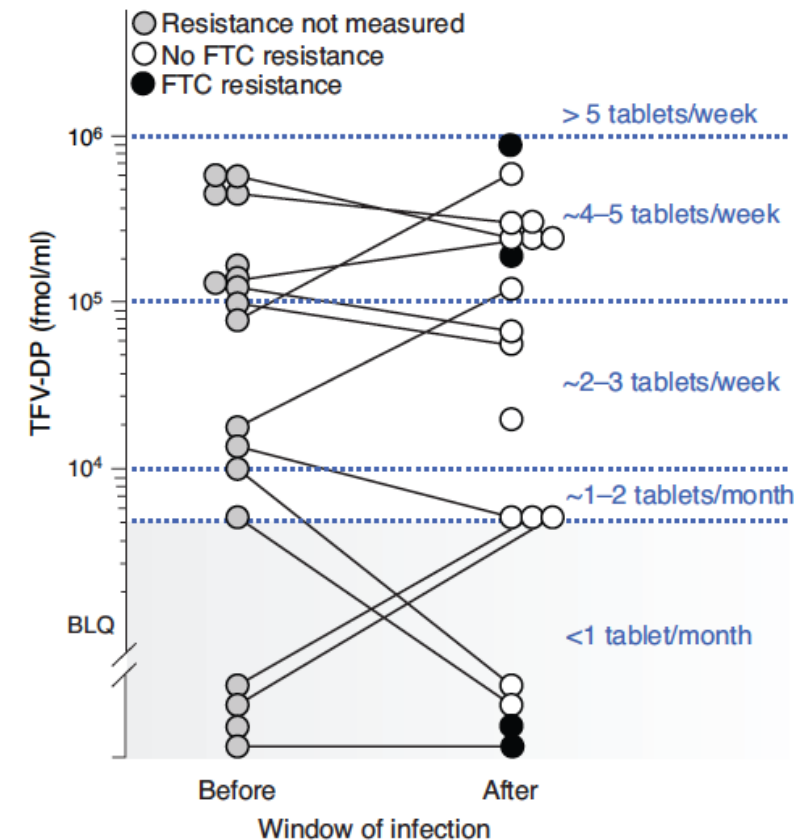 Resistance not measured
No FTC resistance
FTC resistance
> 5 tablets/week
10⁶
~4–5 tablets/week
10⁵
TFV-DP (fmol/ml)
~2–3 tablets/week
10⁴
~1–2 tablets/month
BLQ
<1 tablet/month
Before
After
Window of infection